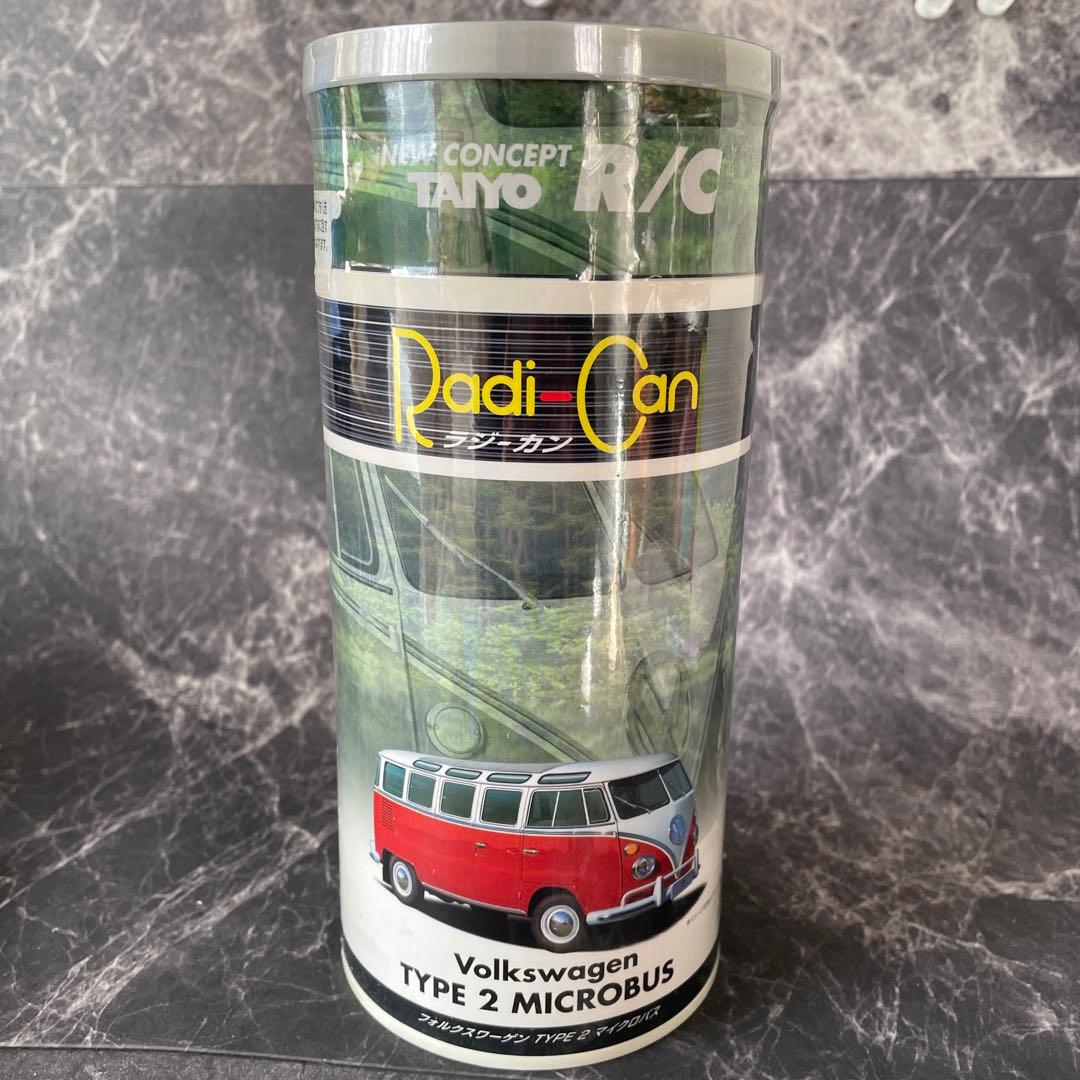 NEW CONCEPT
TAIYO R/C
Radi-Can
ラジーカン
Volkswagen
TYPE 2 MICROBUS
フォルクスワーゲン TYPE 2 マイクロバス